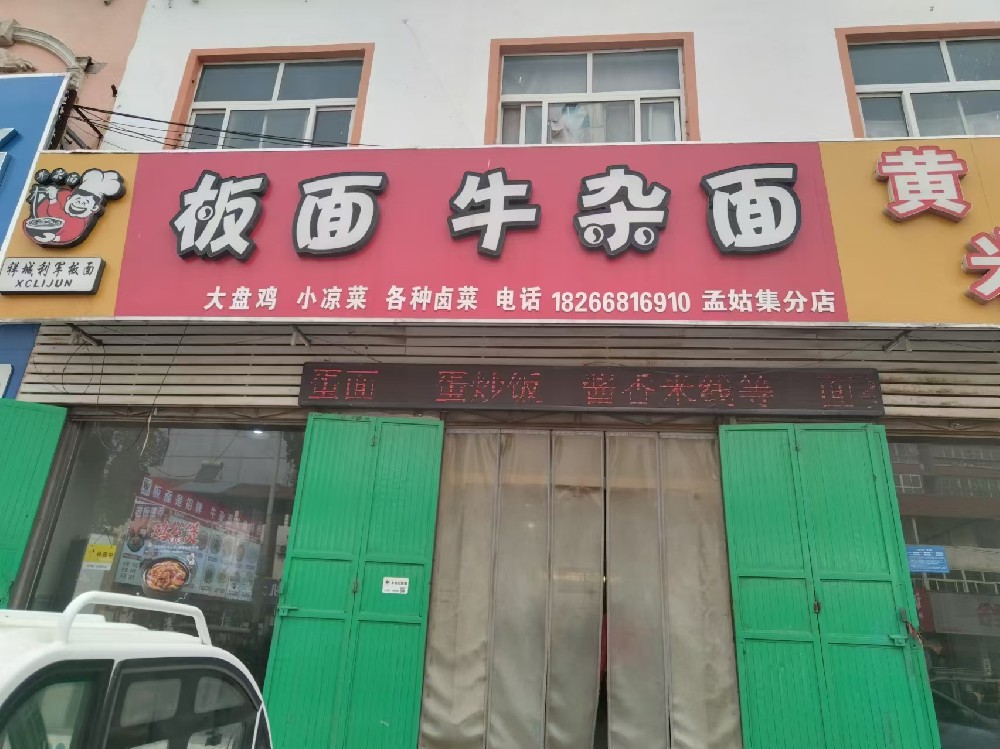 板面 牛杂面
祥城利军板面
XCLIJUN
大盘鸡 小凉菜 各种卤菜 电话 18266816910 孟姑集分店
黄
米
蛋面 蛋炒饭 酱香米线等 面